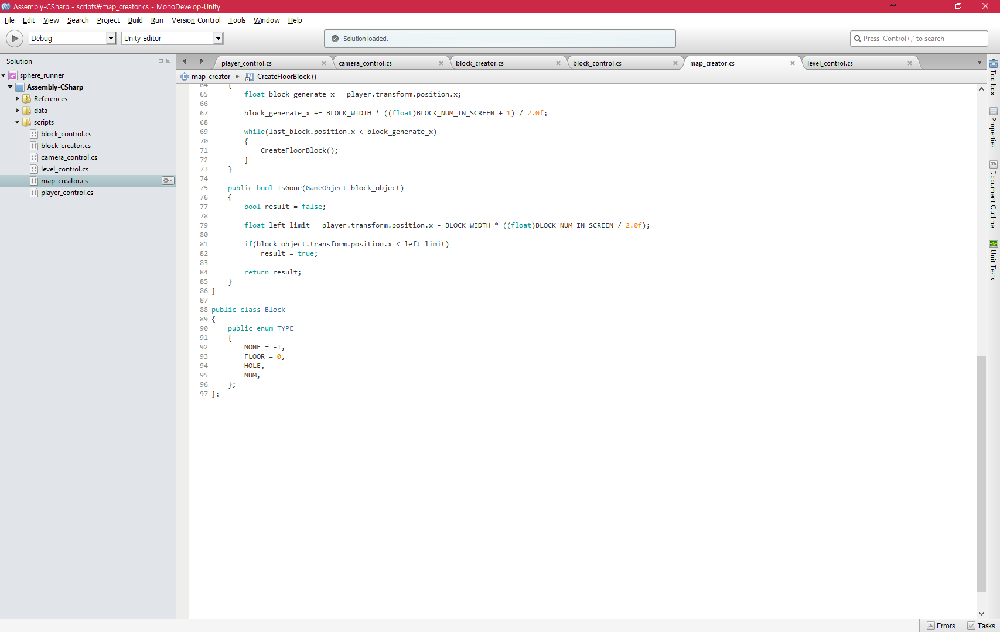 Assembly-CSharp - scripts₩map_creator.cs - MonoDevelop-Unity
File Edit View Search Project Build Run Version Control Tools Window Help
Debug Unity Editor Solution loaded. Press 'Control+,' to search
Solution
sphere_runner
Assembly-CSharp
References
data
scripts
block_control.cs
block_creator.cs
camera_control.cs
level_control.cs
map_creator.cs
player_control.cs
player_control.cs camera_control.cs block_creator.cs block_control.cs map_creator.cs level_control.cs
map_creator CreateFloorBlock ()
64 {
65 float block_generate_x = player.transform.position.x;
66
67 block_generate_x += BLOCK_WIDTH * ((float)BLOCK_NUM_IN_SCREEN + 1) / 2.0f;
68
69 while(last_block.position.x < block_generate_x)
70 {
71 CreateFloorBlock();
72 }
73 }
74
75 public bool IsGone(GameObject block_object)
76 {
77 bool result = false;
78
79 float left_limit = player.transform.position.x - BLOCK_WIDTH * ((float)BLOCK_NUM_IN_SCREEN / 2.0f);
80
81 if(block_object.transform.position.x < left_limit)
82 result = true;
83
84 return result;
85 }
86 }
87
88 public class Block
89 {
90 public enum TYPE
91 {
92 NONE = -1,
93 FLOOR = 0,
94 HOLE,
95 NUM,
96 };
97 };
Toolbox
Properties
Document Outline
Unit Tests
Errors Tasks